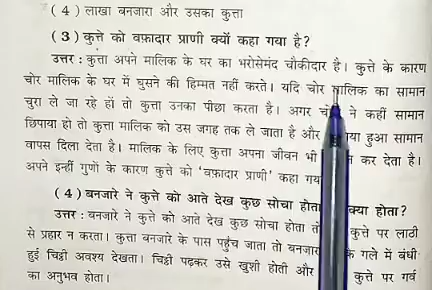 ( 4 ) लाखा बनजारा और उसका कुत्ता
( 3 ) कुत्ते को वफ़ादार प्राणी क्यों कहा गया है?
उत्तर : कुत्ता अपने मालिक के घर का भरोसेमंद चौकीदार है। कुत्ते के कारण
चोर मालिक के घर में घुसने की हिम्मत नहीं करते। यदि चोर मालिक का सामान
चुरा ले जा रहे हों तो कुत्ता उनका पीछा करता है। अगर ने कहीं सामान
छिपाया हो तो कुत्ता मालिक को उस जगह तक ले जाता है और हुआ सामान
वापस दिला देता है। मालिक के लिए कुत्ता अपना जीवन भी कर देता है।
अपने इन्हीं गुणों के कारण कुत्ते को 'वफ़ादार प्राणी' कहा
( 4 ) बनजारे ने कुत्ते को आते देख कुछ सोचा होता क्या होता?
उत्तर : बनजारे ने कुत्ते को आते देख कुछ सोचा होता कुत्ते पर लाठी
से प्रहार न करता। कुत्ता बनजारे के पास पहुँच जाता तो के गले में बंधी
हुई चिट्ठी अवश्य देखता। चिट्ठी पढ़कर उसे खुशी होती और कुत्ते पर गर्व
का अनुभव होता।